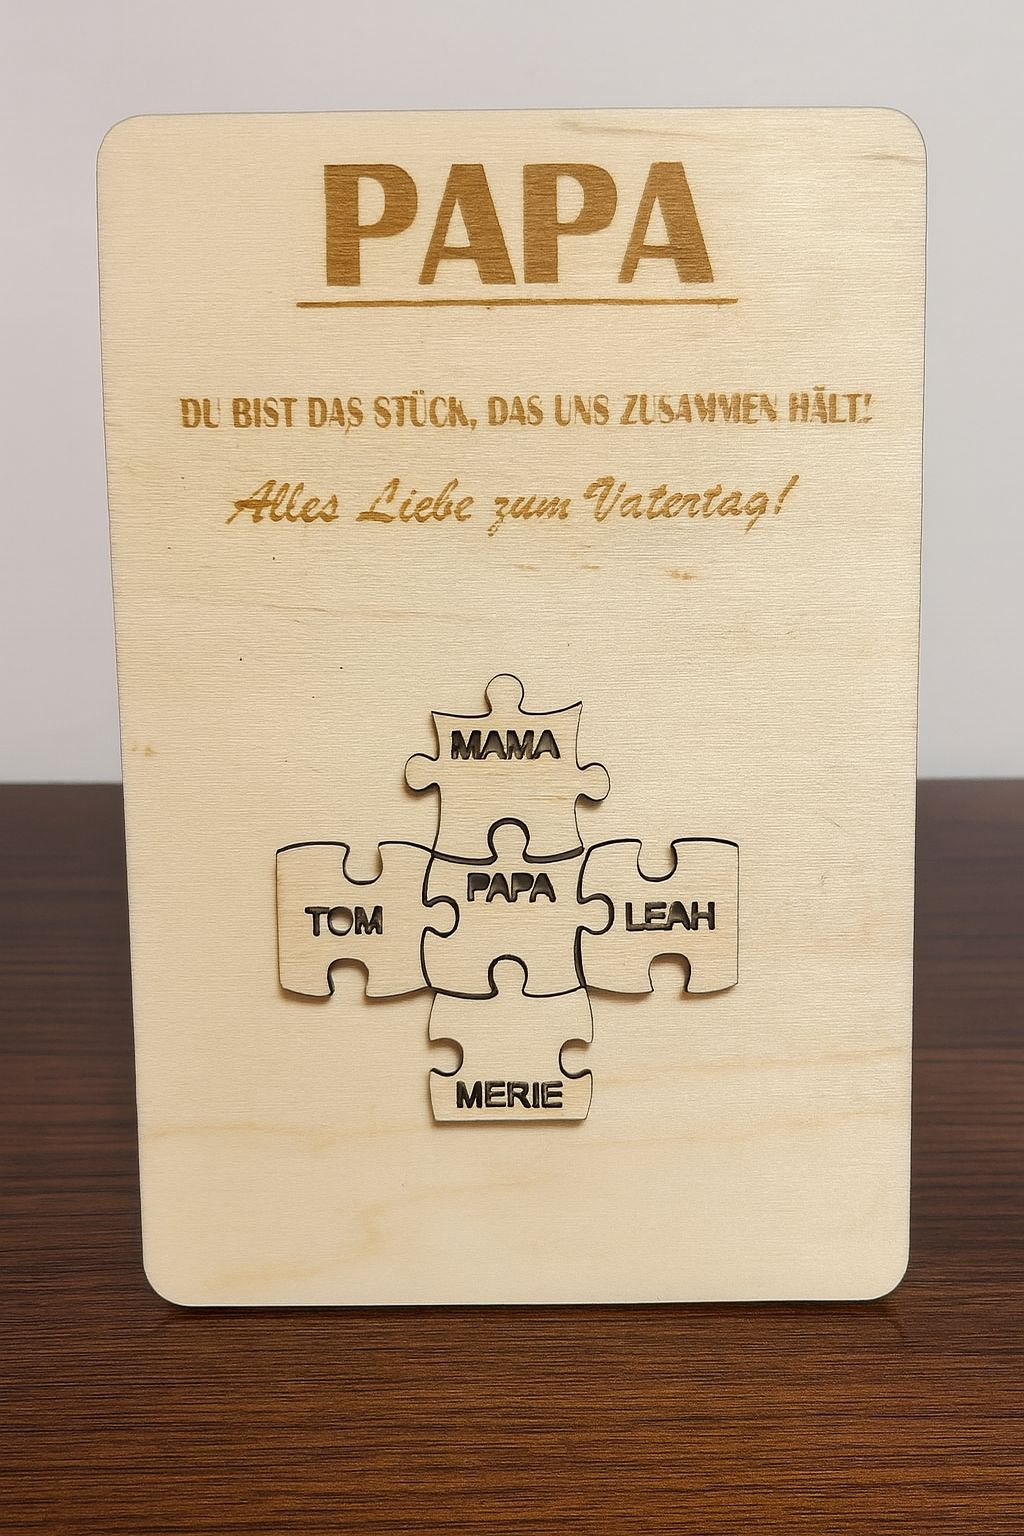 PAPA
DU BIST DAS STÜCK, DAS UNS ZUSAMMEN HÄLT!
Alles Liebe zum Vatertag!
MAMA
PAPA
TOM
LEAH
MERIE